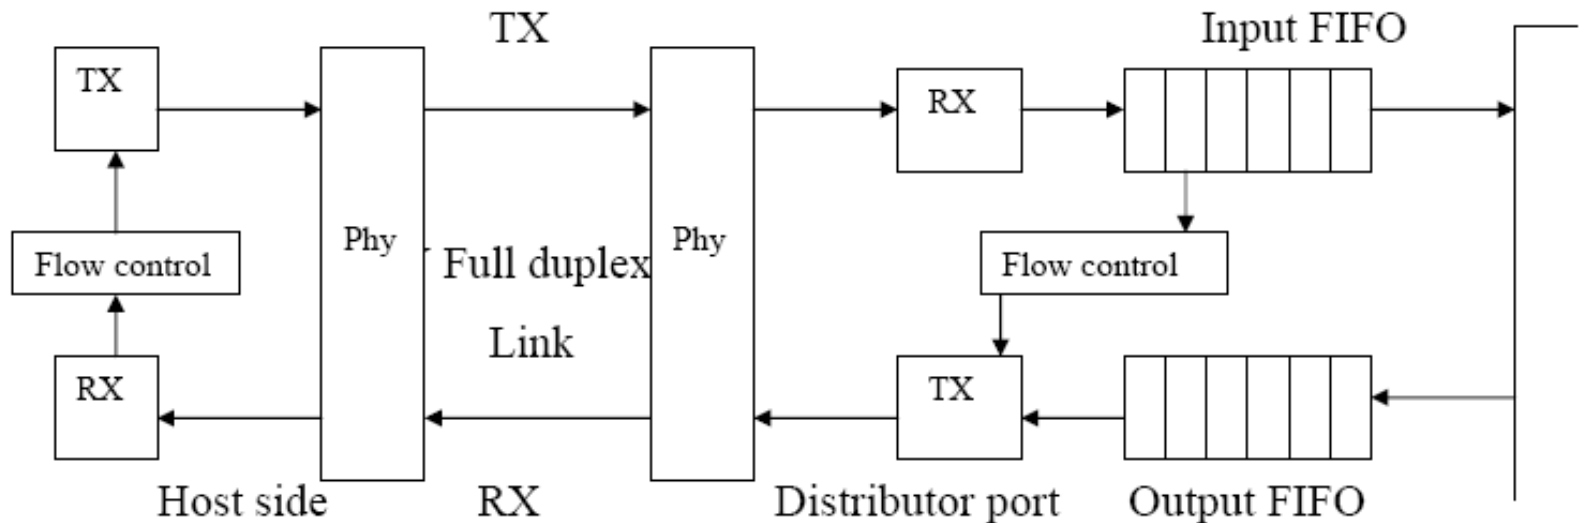 TX
Input FIFO
TX
RX
Phy
Phy
Flow control
Full duplex
Flow control
Link
RX
TX
Host side
RX
Distributor port
Output FIFO